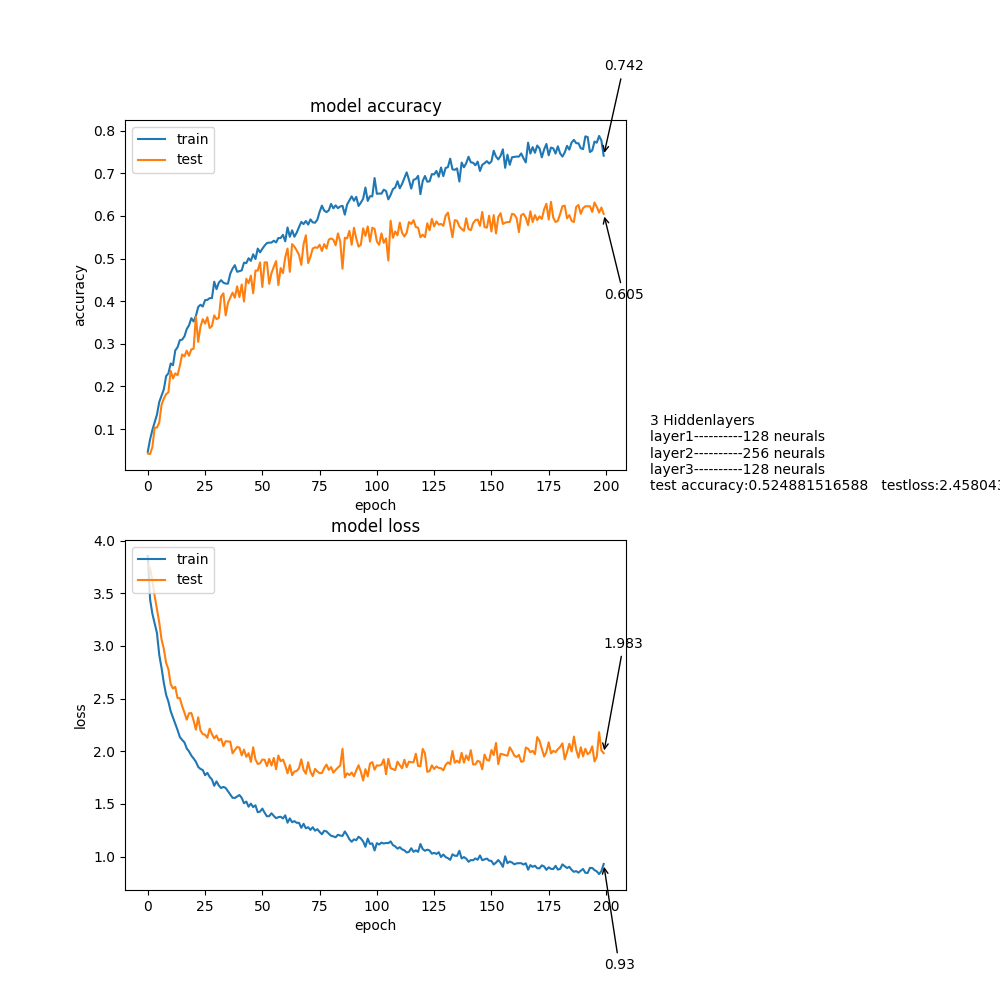 0.742
model accuracy
train
test
0.8
0.7
0.6
0.5
0.4
0.3
0.2
0.1
accuracy
0 25 50 75 100 125 150 175 200
epoch
0.605
3 Hiddenlayers
layer1----------128 neurals
layer2----------256 neurals
layer3----------128 neurals
test accuracy:0.524881516588 testloss:2.458043
model loss
train
test
4.0
3.5
3.0
2.5
2.0
1.5
1.0
loss
0 25 50 75 100 125 150 175 200
epoch
1.983
0.93